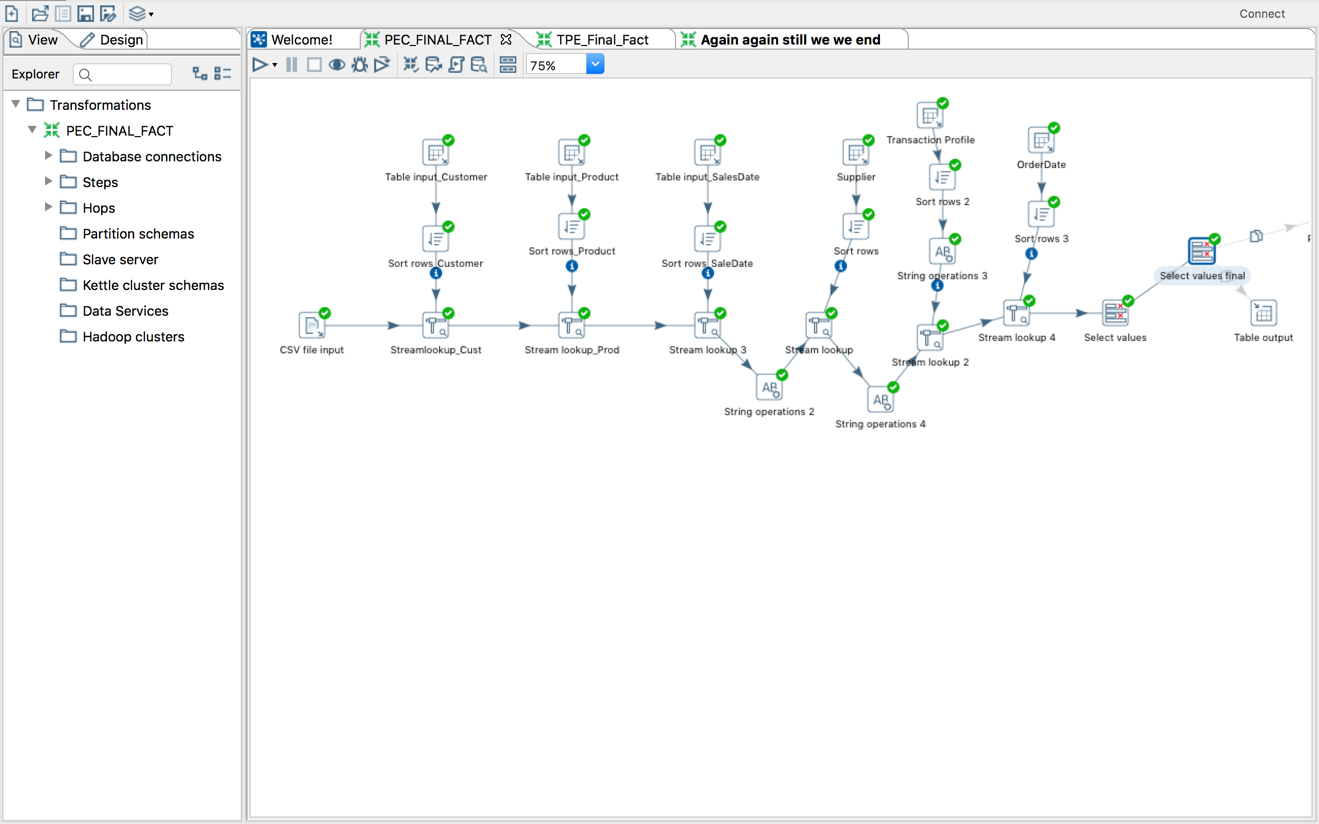 Connect
View
Design
Welcome!
PEC_FINAL_FACT
TPE_Final_Fact
Again again still we we end
Explorer
75%
Transformations
PEC_FINAL_FACT
Database connections
Steps
Hops
Partition schemas
Slave server
Kettle cluster schemas
Data Services
Hadoop clusters
Transaction Profile
OrderDate
Table input_Customer
Table input_Product
Table input_SalesDate
Supplier
Sort rows 2
Sort rows_Customer
Sort rows_Product
Sort rows_SaleDate
Sort rows
Sort rows 3
String operations 3
Select values final
CSV file input
Streamlookup_Cust
Stream lookup_Prod
Stream lookup 3
Stream lookup
Stream lookup 2
Stream lookup 4
Select values
Table output
String operations 2
String operations 4